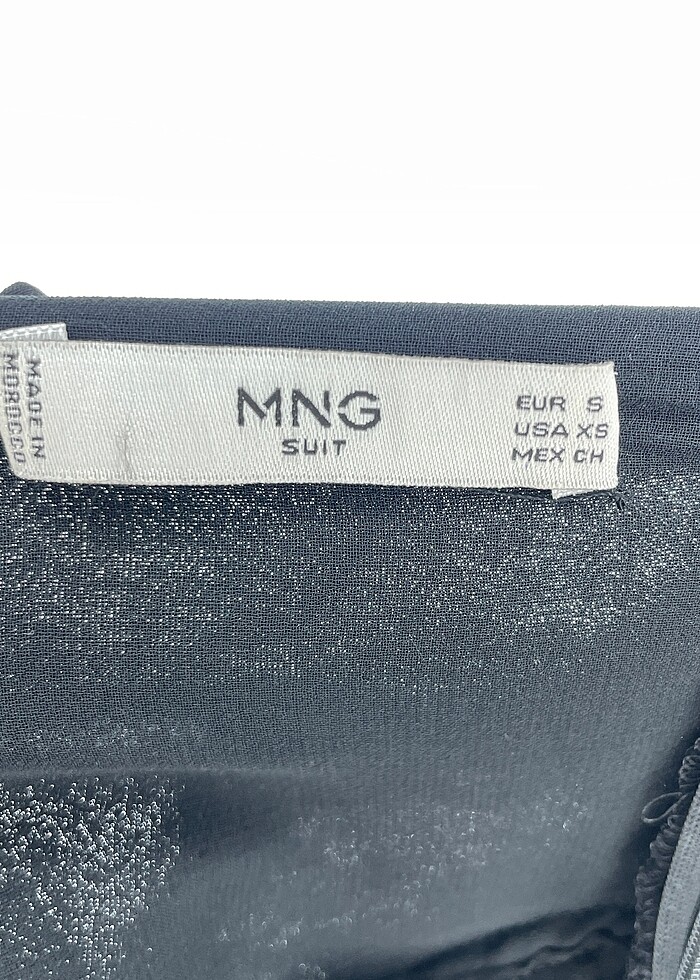 MADE IN
MOROCCO
MNG
SUIT
EUR S
USA XS
MEX CH